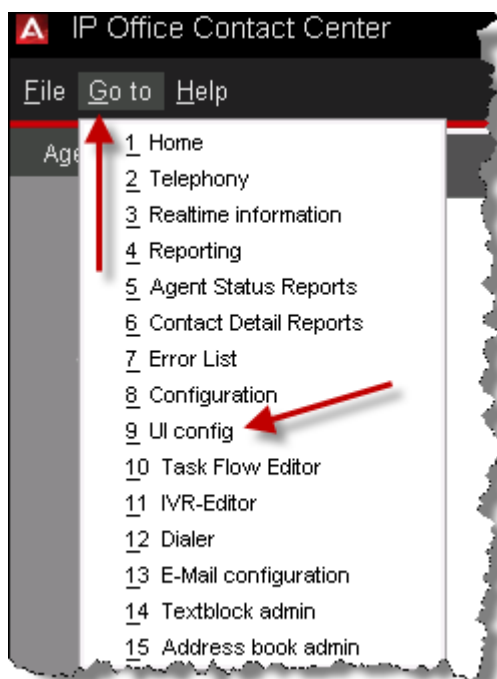 A IP Office Contact Center
File Go to Help
Age
1 Home
2 Telephony
3 Realtime information
4 Reporting
5 Agent Status Reports
6 Contact Detail Reports
7 Error List
8 Configuration
9 UI config
10 Task Flow Editor
11 IVR-Editor
12 Dialer
13 E-Mail configuration
14 Textblock admin
15 Address book admin